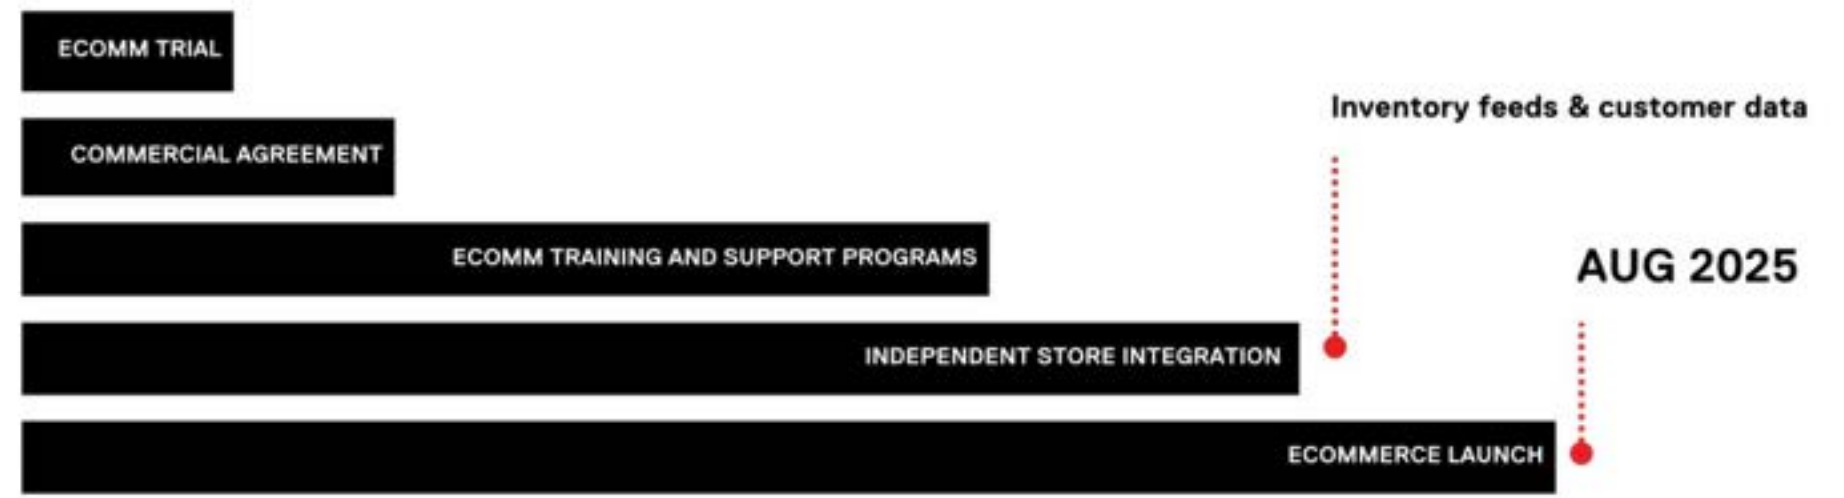 ECOMM TRIAL
Inventory feeds & customer data
COMMERCIAL AGREEMENT
ECOMM TRAINING AND SUPPORT PROGRAMS
AUG 2025
INDEPENDENT STORE INTEGRATION
ECOMMERCE LAUNCH